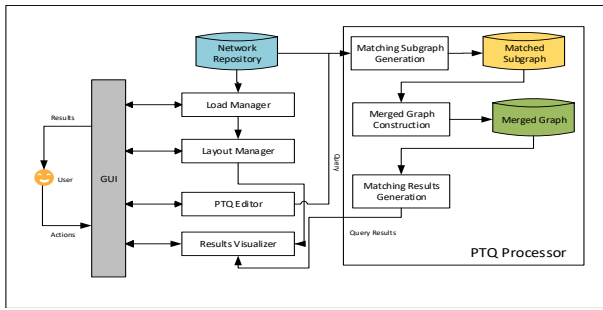 Network
Repository
Matching Subgraph
Generation
Matched
Subgraph
Load Manager
Merged Graph
Construction
Merged Graph
Results
Layout Manager
GUI
User
Query
Matching Results
Generation
PTQ Editor
Actions
Query Results
Results Visualizer
PTQ Processor